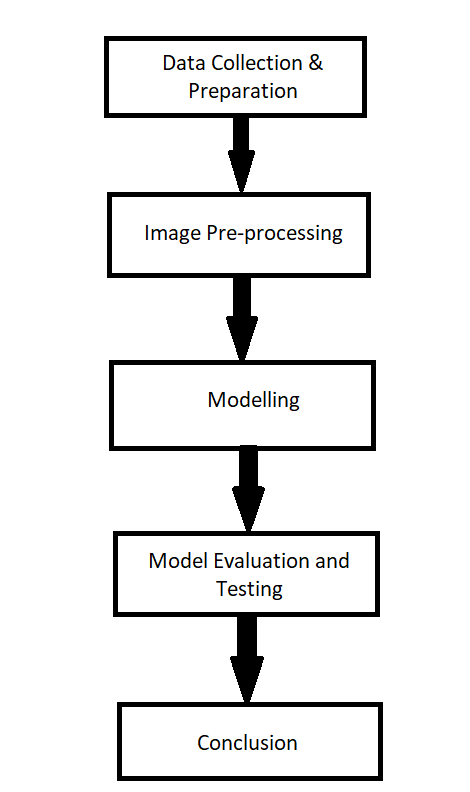 Data Collection &
Preparation
Image Pre-processing
Modelling
Model Evaluation and
Testing
Conclusion